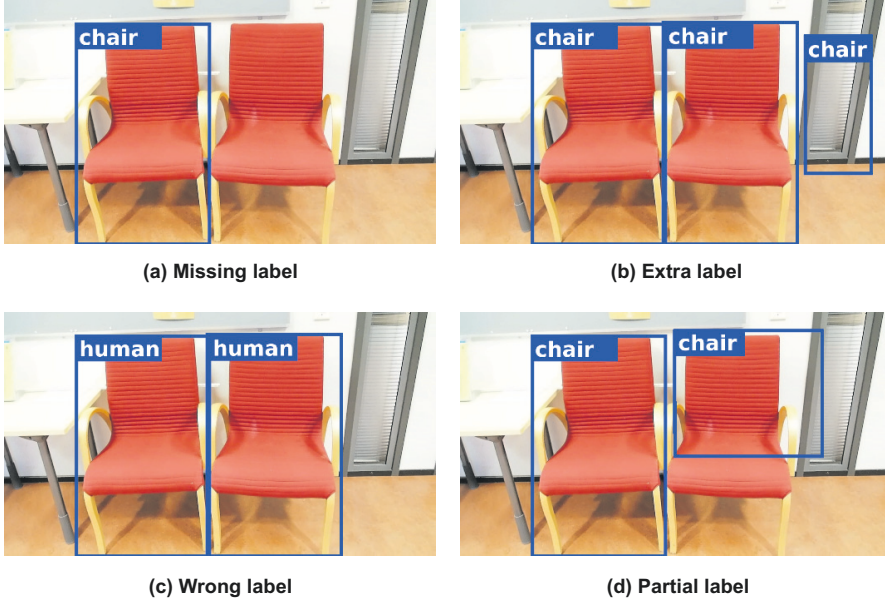 chair
chair
chair
chair
(a) Missing label
(b) Extra label
human
human
chair
chair
(c) Wrong label
(d) Partial label